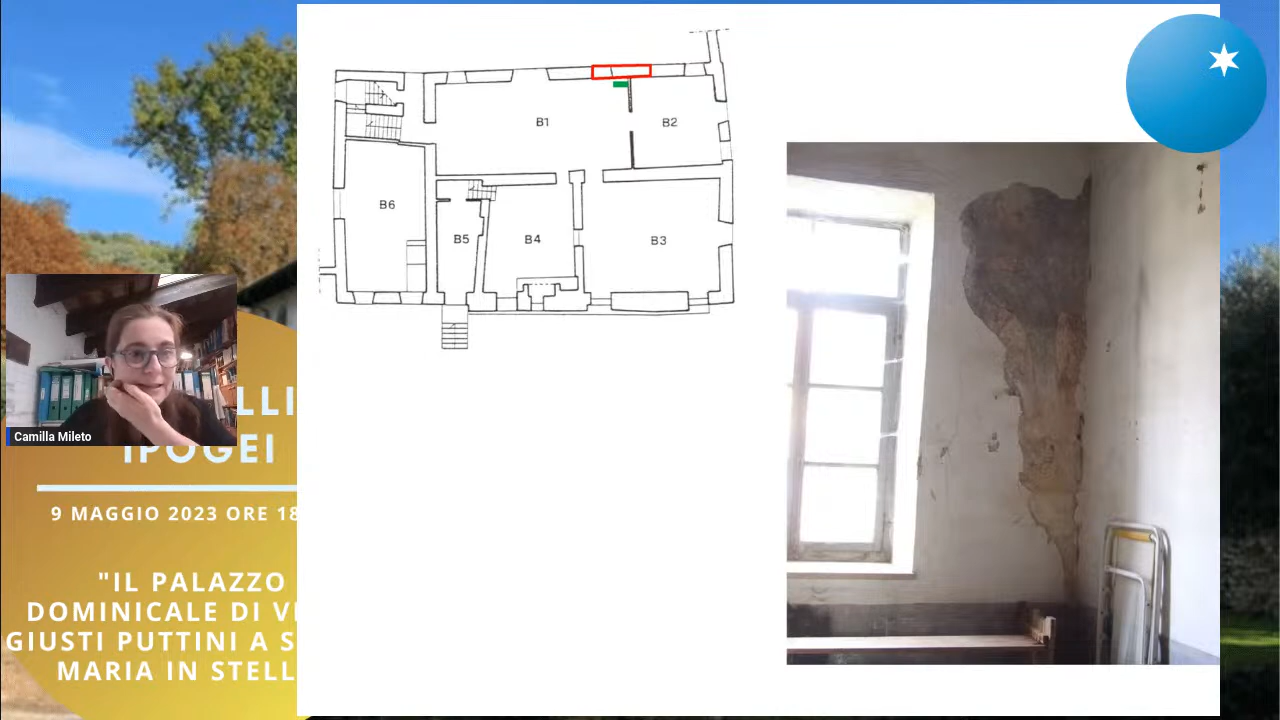 B1
B2
B6
B5
B4
B3
Camilla Mileto
LLI
IPOGEI
9 MAGGIO 2023 ORE 18
"IL PALAZZO
DOMINICALE DI V
GIUSTI PUTTINI A S
MARIA IN STELL